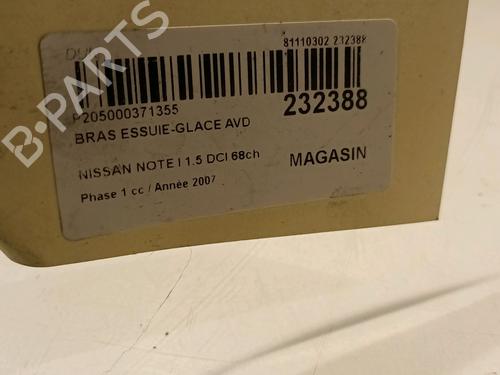 81110302 232388
P205000371355
232388
BRAS ESSUIE-GLACE AVD
NISSAN NOTE I 1.5 DCI 68ch
MAGASIN
Phase 1 cc / Année 2007
B-PARTS